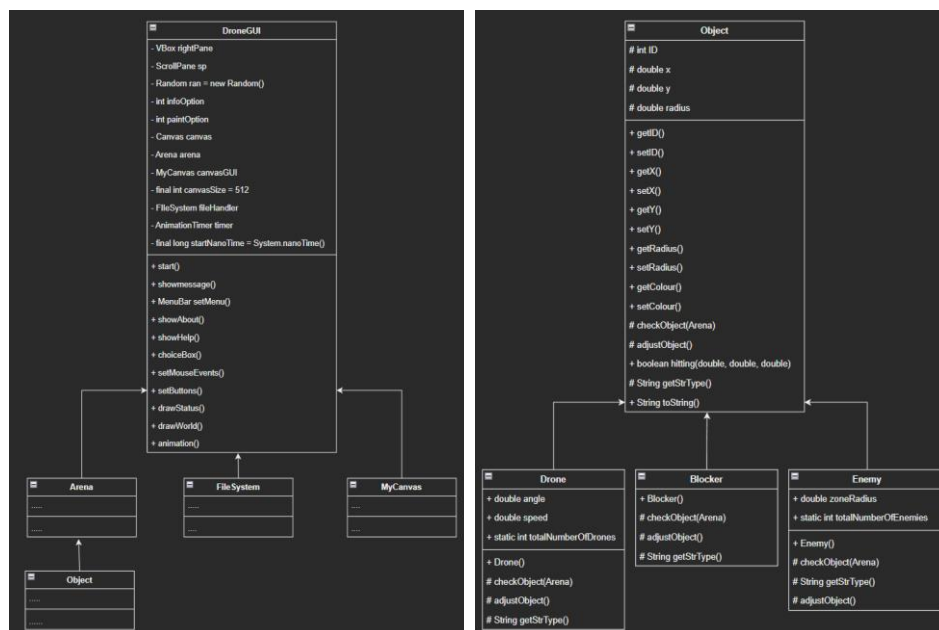 DroneGUI
- VBox rightPane
- ScrollPane sp
- Random ran = new Random()
- int infoOption
- int paintOption
- Canvas canvas
- Arena arena
- MyCanvas canvasGUI
- final int canvasSize = 512
- FileSystem fileHandler
- AnimationTimer timer
- final long startNanoTime = System.nanoTime()
+ start()
+ showmessage()
+ MenuBar setMenu()
+ showAbout()
+ showHelp()
+ choiceBox()
+ setMouseEvents()
+ setButtons()
+ drawStatus()
+ drawWorld()
+ animation()
Arena
.....
.....
FileSystem
.....
....
MyCanvas
....
....
Object
.....
......
Object
# int ID
# double x
# double y
# double radius
+ getID()
+ setID()
+ getX()
+ setX()
+ getY()
+ setY()
+ getRadius()
+ setRadius()
+ getColour()
+ setColour()
# checkObject(Arena)
# adjustObject()
+ boolean hitting(double, double, double)
# String getStrType()
+ String toString()
Drone
+ double angle
+ double speed
+ static int totalNumberOfDrones
+ Drone()
# checkObject(Arena)
# adjustObject()
# String getStrType()
Blocker
+ Blocker()
# checkObject(Arena)
# adjustObject()
# String getStrType()
Enemy
+ double zoneRadius
+ static int totalNumberOfEnemies
+ Enemy()
# checkObject(Arena)
# String getStrType()
# adjustObject()